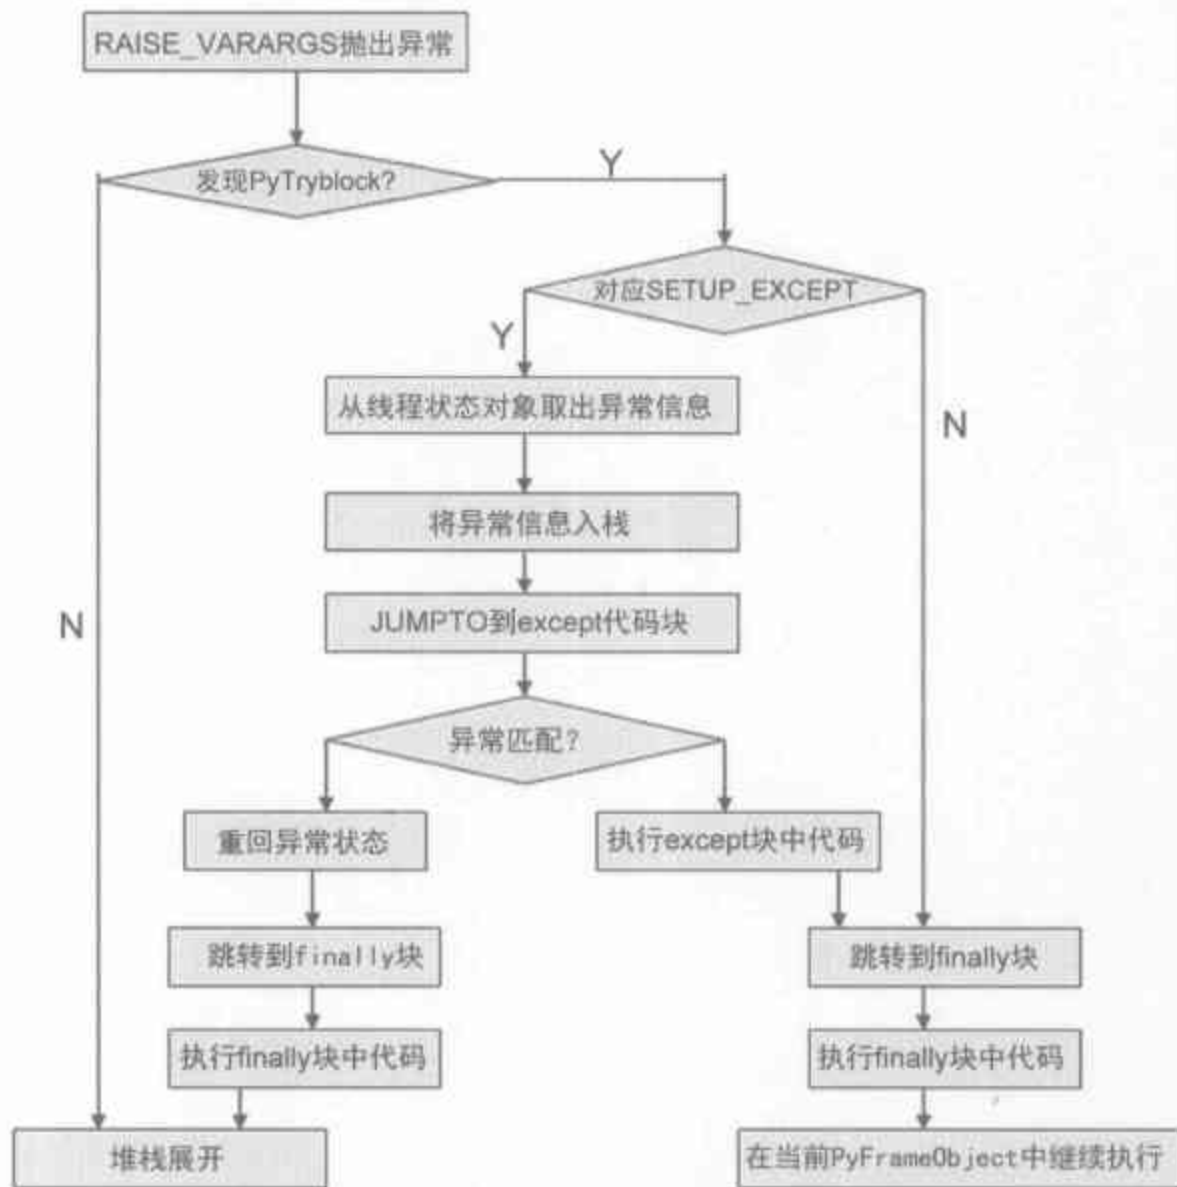 RAISE_VARARGS抛出异常
发现PyTryblock?
Y
对应SETUP_EXCEPT
Y
从线程状态对象取出异常信息
N
将异常信息入栈
N
JUMPTO到except代码块
异常匹配?
重回异常状态
执行except块中代码
跳转到finally块
跳转到finally块
执行finally块中代码
执行finally块中代码
堆栈展开
在当前PyFrameObject中继续执行